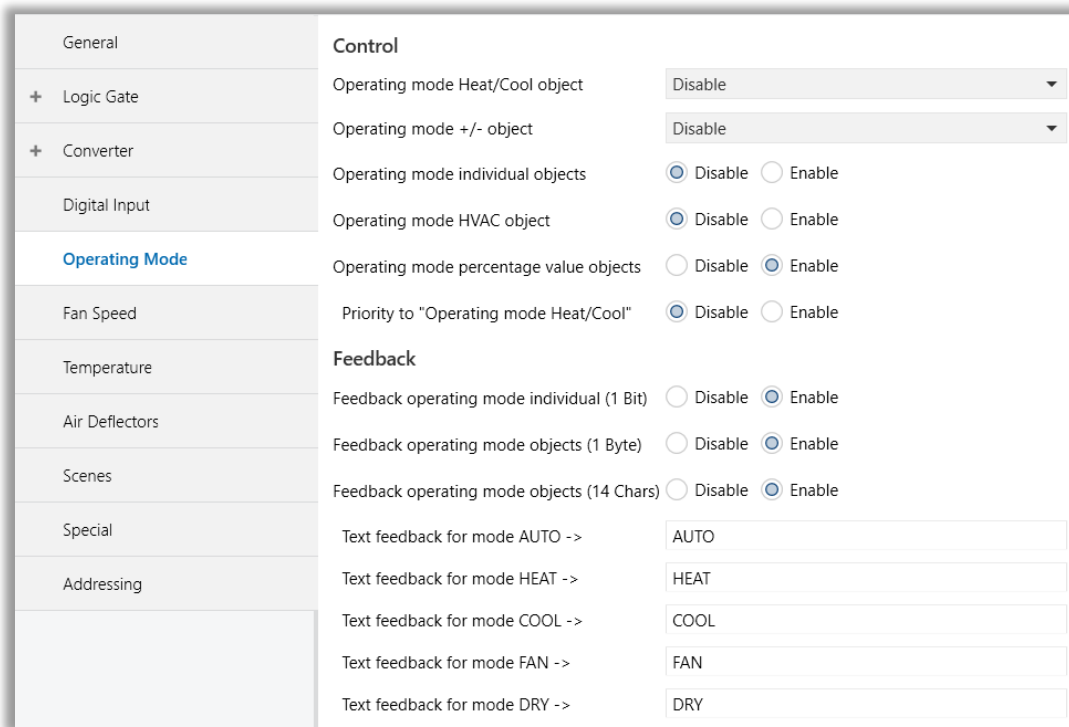 General
+ Logic Gate
+ Converter
Digital Input
Operating Mode
Fan Speed
Temperature
Air Deflectors
Scenes
Special
Addressing
Control
Operating mode Heat/Cool object Disable
Operating mode +/- object Disable
Operating mode individual objects Disable Enable
Operating mode HVAC object Disable Enable
Operating mode percentage value objects Disable Enable
Priority to "Operating mode Heat/Cool" Disable Enable
Feedback
Feedback operating mode individual (1 Bit) Disable Enable
Feedback operating mode objects (1 Byte) Disable Enable
Feedback operating mode objects (14 Chars) Disable Enable
Text feedback for mode AUTO -> AUTO
Text feedback for mode HEAT -> HEAT
Text feedback for mode COOL -> COOL
Text feedback for mode FAN -> FAN
Text feedback for mode DRY -> DRY